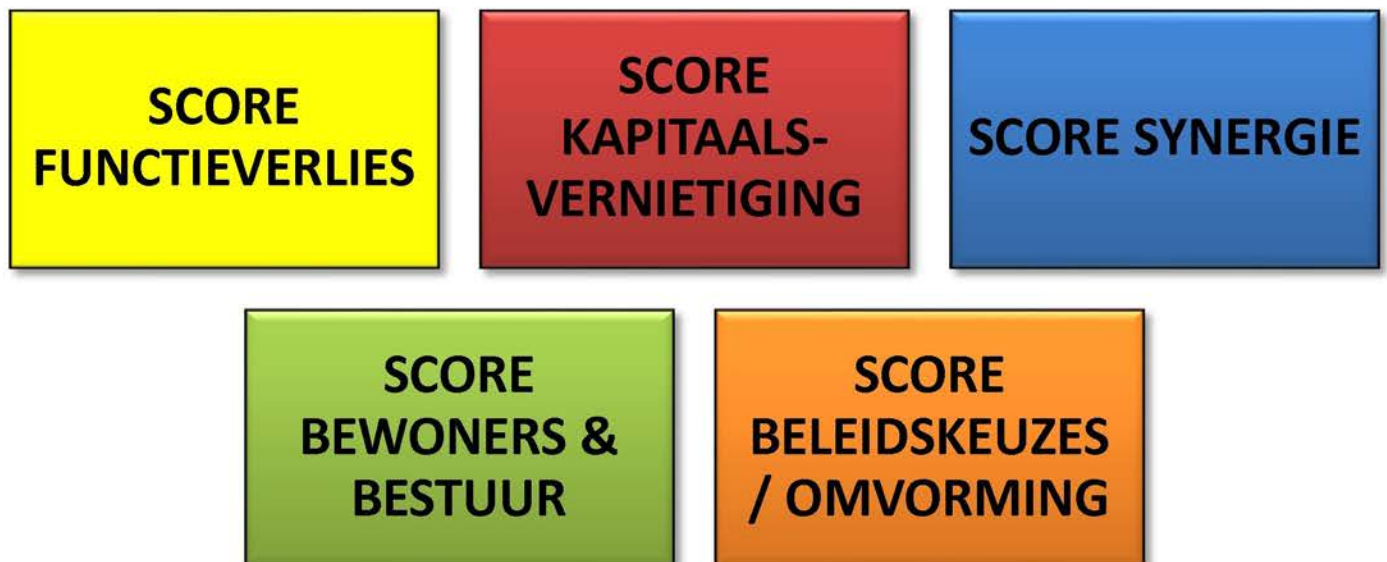 SCORE
FUNCTIEVERLIES
SCORE
KAPITAALS-
VERNIETIGING
SCORE SYNERGIE
SCORE
BEWONERS &
BESTUUR
SCORE
BELEIDSKEUZES
/ OMVORMING